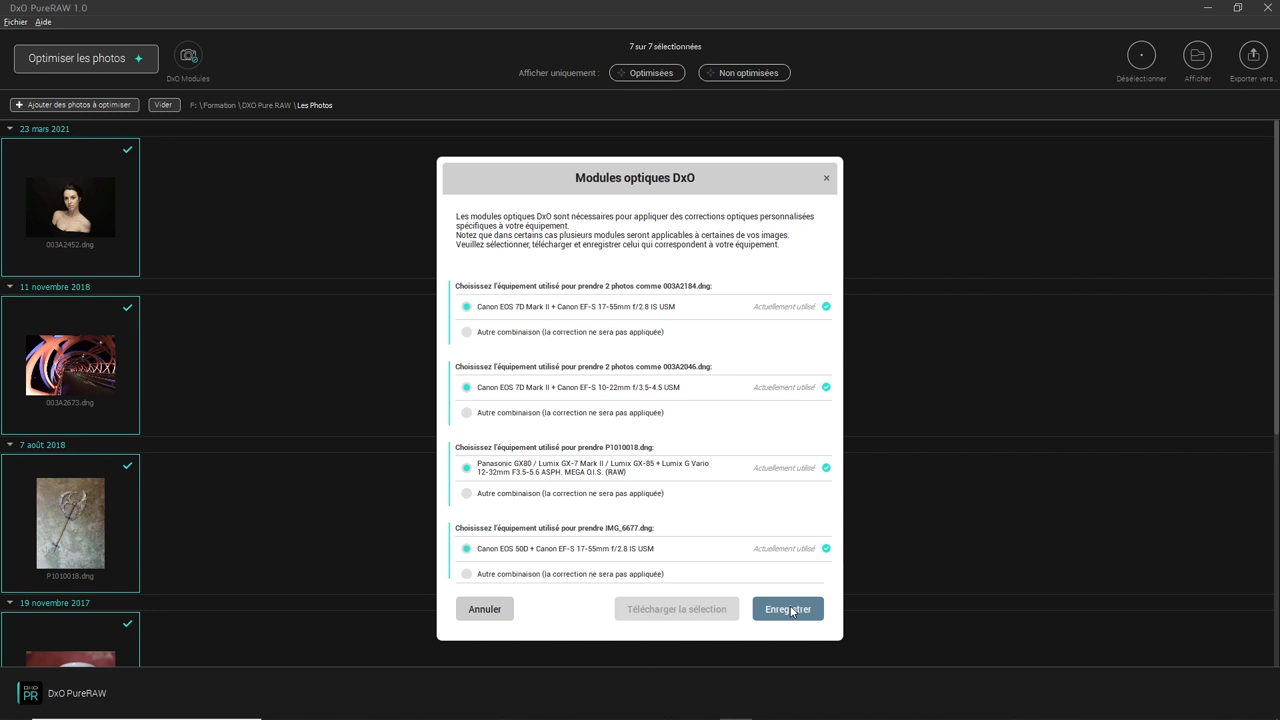 DxO PureRAW 1.0
Fichier Aide
Optimiser les photos
DxO Modules
7 sur 7 sélectionnées
Afficher uniquement :
Optimisées
Non optimisées
Désélectionner
Afficher
Exporter vers...
Ajouter des photos à optimiser
Vider
F: \Formation \DXO Pure RAW \Les Photos
23 mars 2021
003A2452.dng
11 novembre 2018
003A2673.dng
7 août 2018
P1010018.dng
19 novembre 2017
Modules optiques DxO
×
Les modules optiques DxO sont nécessaires pour appliquer des corrections optiques personnalisées
spécifiques à votre équipement.
Notez que dans certains cas plusieurs modules seront applicables à certaines de vos images.
Veuillez sélectionner, télécharger et enregistrer celui qui correspondent à votre équipement.
Choisissez l'équipement utilisé pour prendre 2 photos comme 003A2184.dng:
Canon EOS 7D Mark II + Canon EF-S 17-55mm f/2.8 IS USM
Actuellement utilisé
Autre combinaison (la correction ne sera pas appliquée)
Choisissez l'équipement utilisé pour prendre 2 photos comme 003A2046.dng:
Canon EOS 7D Mark II + Canon EF-S 10-22mm f/3.5-4.5 USM
Actuellement utilisé
Autre combinaison (la correction ne sera pas appliquée)
Choisissez l'équipement utilisé pour prendre P1010018.dng:
Panasonic GX80 / Lumix GX-7 Mark II / Lumix GX-85 + Lumix G Vario
12-32mm F3.5-5.6 ASPH. MEGA O.I.S. (RAW)
Actuellement utilisé
Autre combinaison (la correction ne sera pas appliquée)
Choisissez l'équipement utilisé pour prendre IMG_6677.dng:
Canon EOS 50D + Canon EF-S 17-55mm f/2.8 IS USM
Actuellement utilisé
Autre combinaison (la correction ne sera pas appliquée)
Annuler
Télécharger la sélection
Enregistrer
DxO
PR
DxO PureRAW